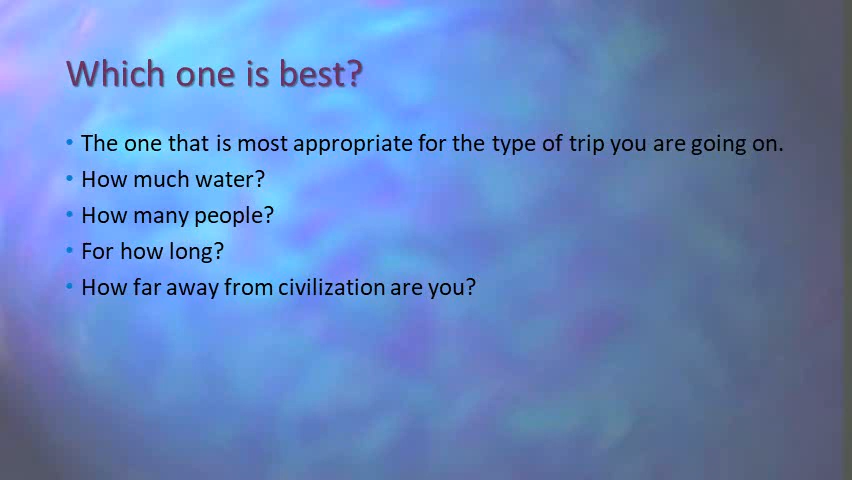 Which one is best?
• The one that is most appropriate for the type of trip you are going on.
• How much water?
• How many people?
• For how long?
• How far away from civilization are you?